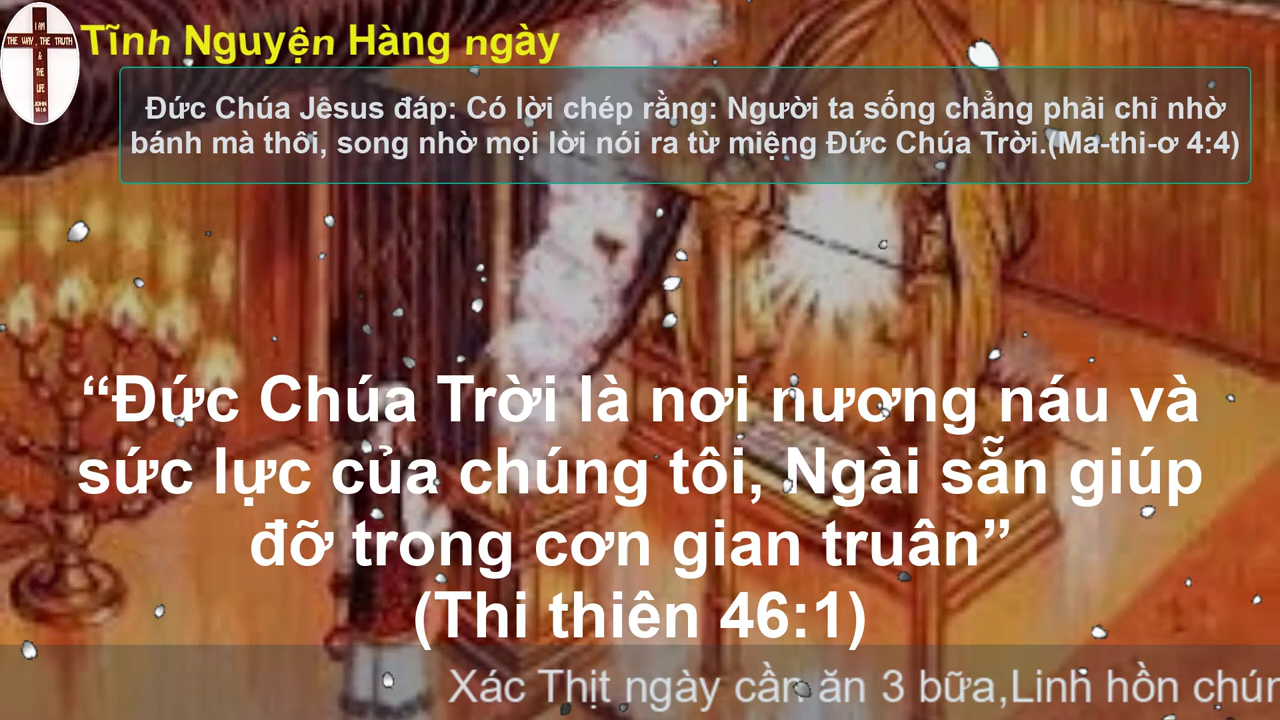 I AM
THE WAY, THE TRUTH
&
THE
LIFE
JOHN
Tĩnh Nguyện Hàng ngày
Đức Chúa Jêsus đáp: Có lời chép rằng: Người ta sống chẳng phải chỉ nhờ
bánh mà thôi, song nhờ mọi lời nói ra từ miệng Đức Chúa Trời.(Ma-thi-ơ 4:4)
“Đức Chúa Trời là nơi nương náu và
sức lực của chúng tôi, Ngài sẵn giúp
đỡ trong cơn gian truân”
(Thi thiên 46:1)
Xác Thịt ngày cần ăn 3 bữa,Linh hồn